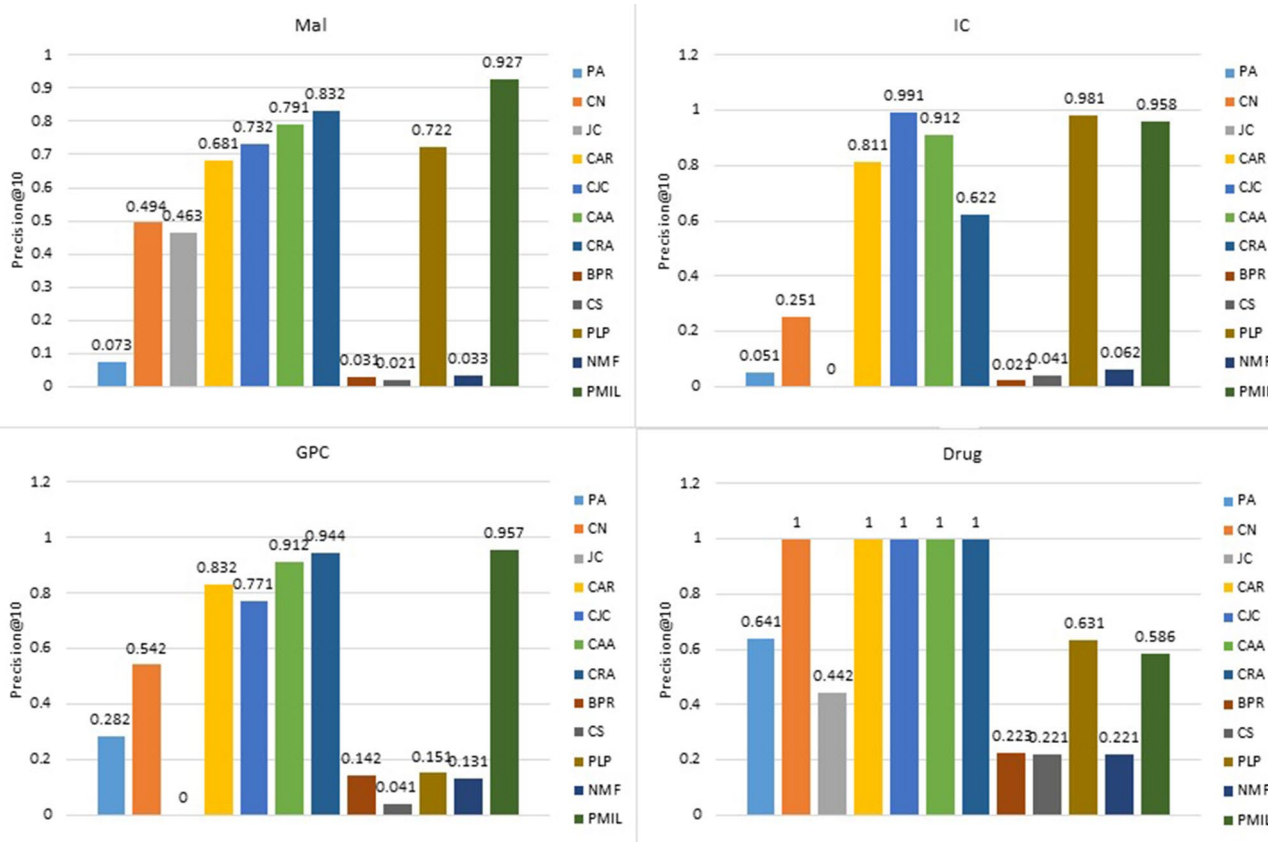 Mal
1
0.9
0.8
0.7
0.6
0.5
0.4
0.3
0.2
0.1
0
Precision@10
0.073
0.494
0.463
0.681
0.732
0.791
0.832
0.031
0.021
0.722
0.033
0.927
PA
CN
JC
CAR
CJC
CAA
CRA
BPR
CS
PLP
NMF
PMIL
IC
1.2
1
0.8
0.6
0.4
0.2
0
Precision@10
0.051
0.251
0
0.811
0.991
0.912
0.622
0.021
0.041
0.981
0.062
0.958
PA
CN
JC
CAR
CJC
CAA
CRA
BPR
CS
PLP
NMF
PMIL
GPC
1.2
1
0.8
0.6
0.4
0.2
0
Precision@10
0.282
0.542
0
0.832
0.771
0.912
0.944
0.142
0.041
0.151
0.131
0.957
PA
CN
JC
CAR
CJC
CAA
CRA
BPR
CS
PLP
NMF
PMIL
Drug
1.2
1
0.8
0.6
0.4
0.2
0
Precision@10
0.641
1
0.442
1
1
1
1
0.223
0.221
0.631
0.221
0.586
PA
CN
JC
CAR
CJC
CAA
CRA
BPR
CS
PLP
NMF
PMIL